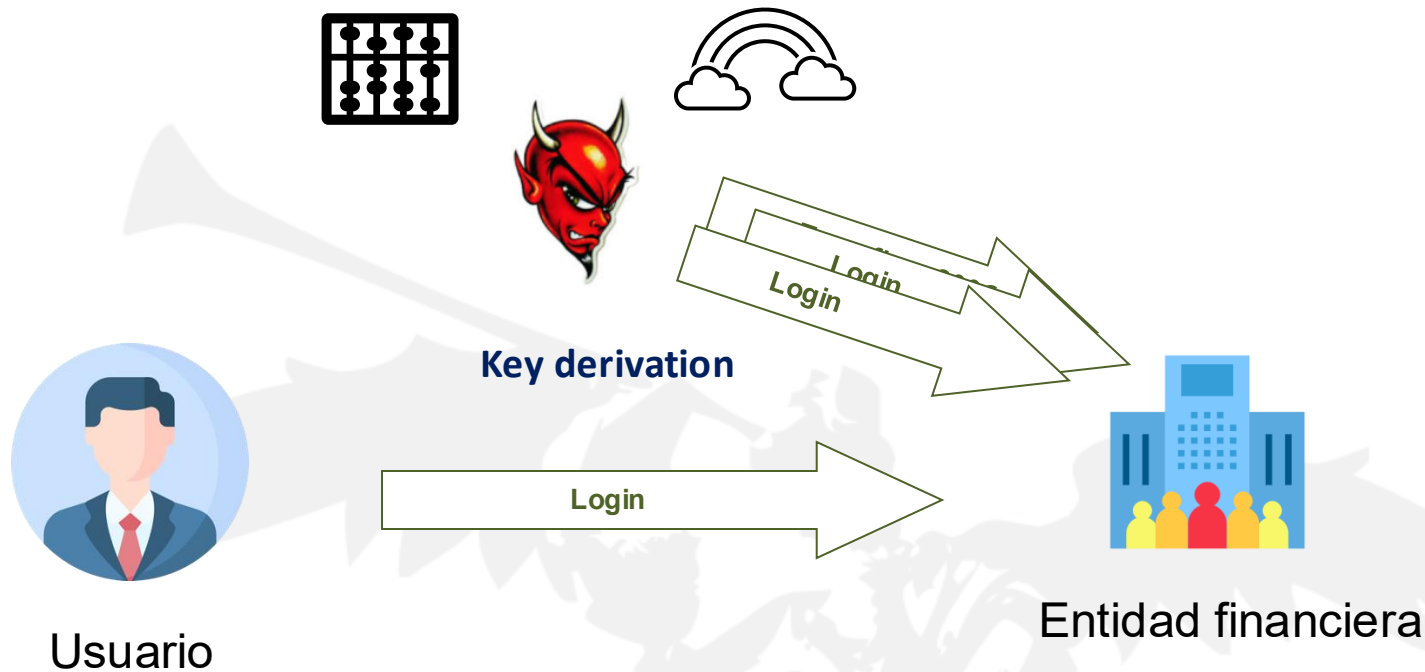 Login
Login
Key derivation
Login
Usuario
Entidad financiera